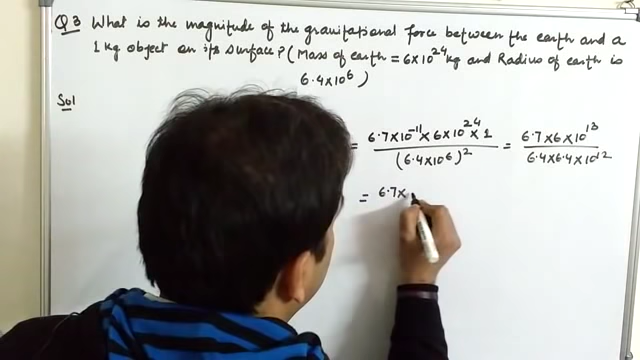 Q3 What is the magnitude of the gravitational force between the earth and a
1 kg object on its surface? (Mass of earth = 6×10^24 kg and Radius of earth is
6.4×10^6)
Sol
= 6.7×10^-11 × 6×10^24 × 1 / (6.4×10^6)^2 = 6.7×6×10^13 / 6.4×6.4×10^12
= 6.7×